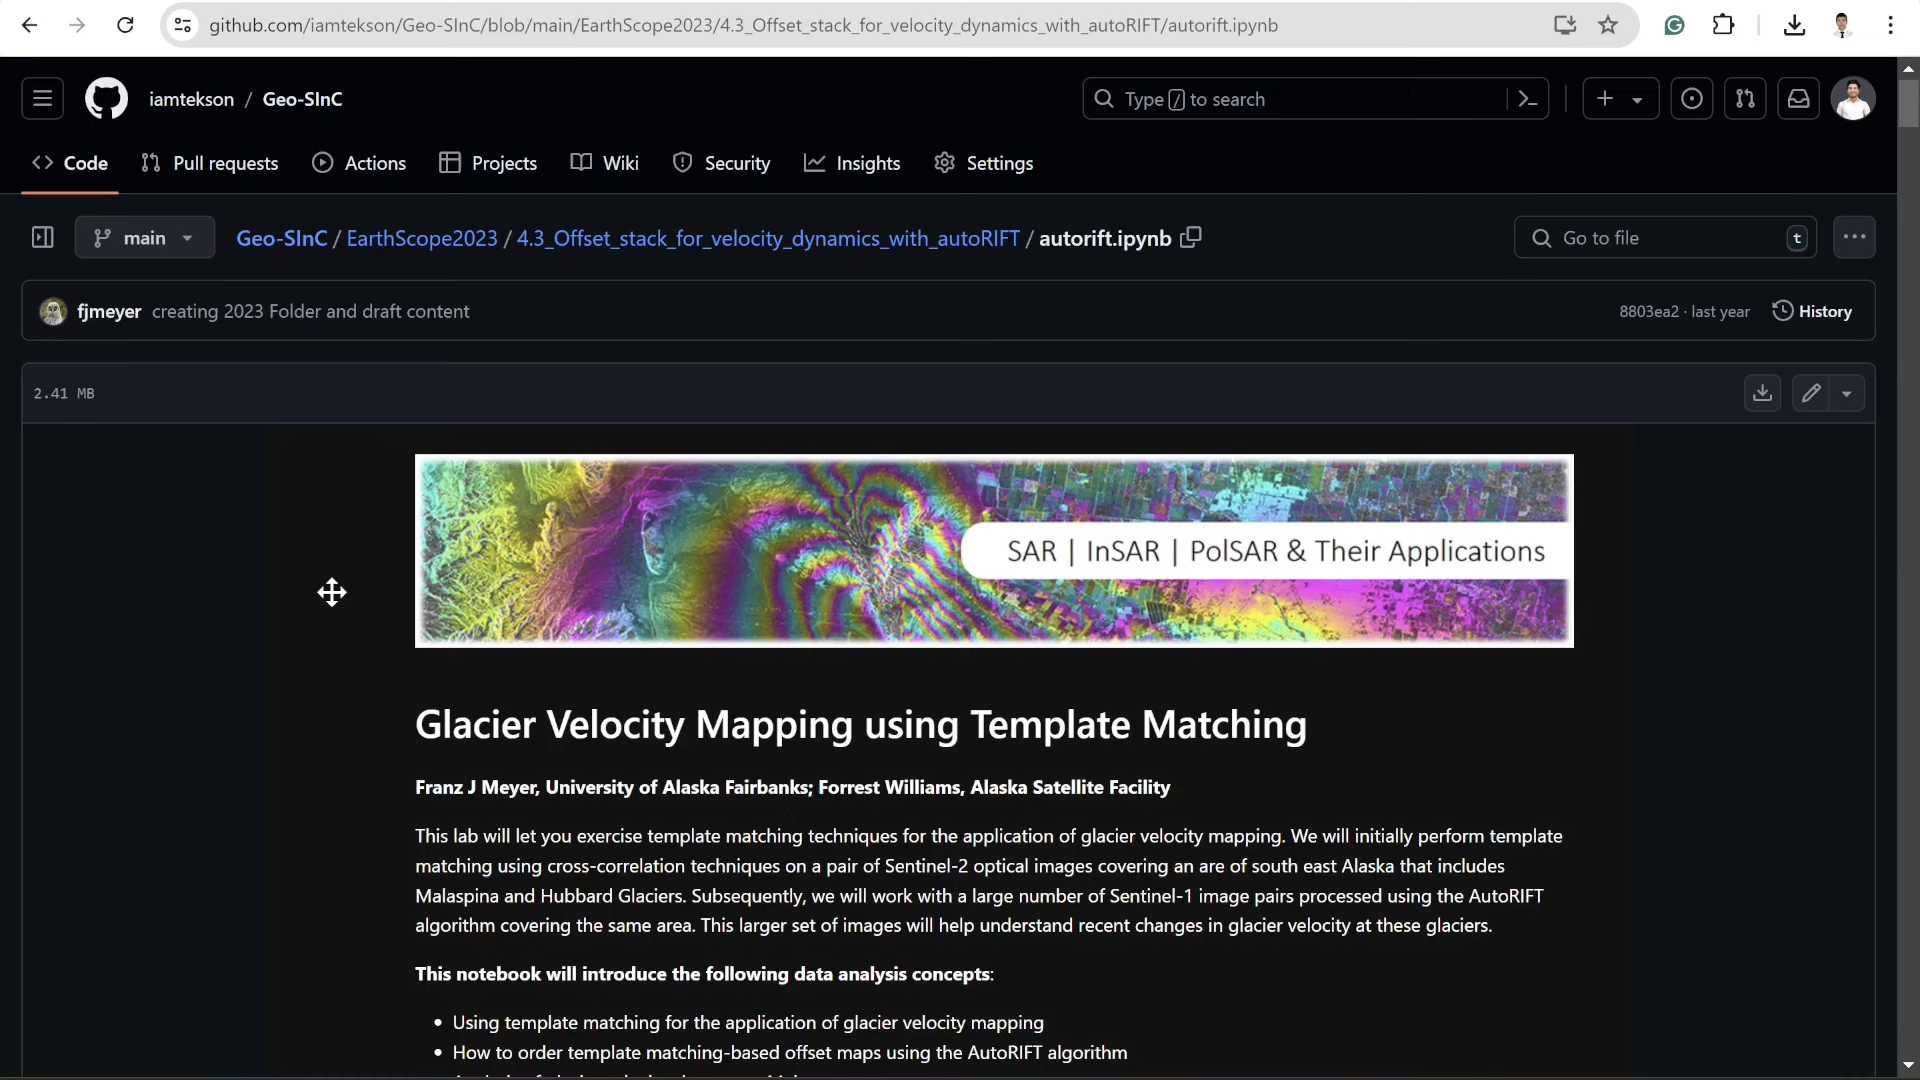 github.com/iamtekson/Geo-SInC/blob/main/EarthScope2023/4.3_Offset_stack_for_velocity_dynamics_with_autoRIFT/autorift.ipynb
iamtekson / Geo-SInC
Type / to search
Code Pull requests Actions Projects Wiki Security Insights Settings
main Geo-SInC / EarthScope2023 / 4.3_Offset_stack_for_velocity_dynamics_with_autoRIFT / autorift.ipynb Go to file t
fjmeyer creating 2023 Folder and draft content 8803ea2 · last year History
2.41 MB
SAR | InSAR | PolSAR & Their Applications
Glacier Velocity Mapping using Template Matching
Franz J Meyer, University of Alaska Fairbanks; Forrest Williams, Alaska Satellite Facility
This lab will let you exercise template matching techniques for the application of glacier velocity mapping. We will initially perform template
matching using cross-correlation techniques on a pair of Sentinel-2 optical images covering an are of south east Alaska that includes
Malaspina and Hubbard Glaciers. Subsequently, we will work with a large number of Sentinel-1 image pairs processed using the AutoRIFT
algorithm covering the same area. This larger set of images will help understand recent changes in glacier velocity at these glaciers.
This notebook will introduce the following data analysis concepts:
• Using template matching for the application of glacier velocity mapping
• How to order template matching-based offset maps using the AutoRIFT algorithm